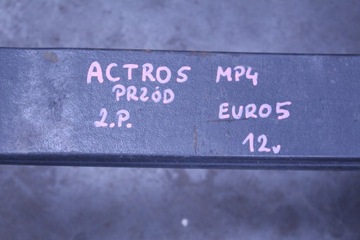 ACTROS MP4
PRZÓD
2.P. EURO5
12v